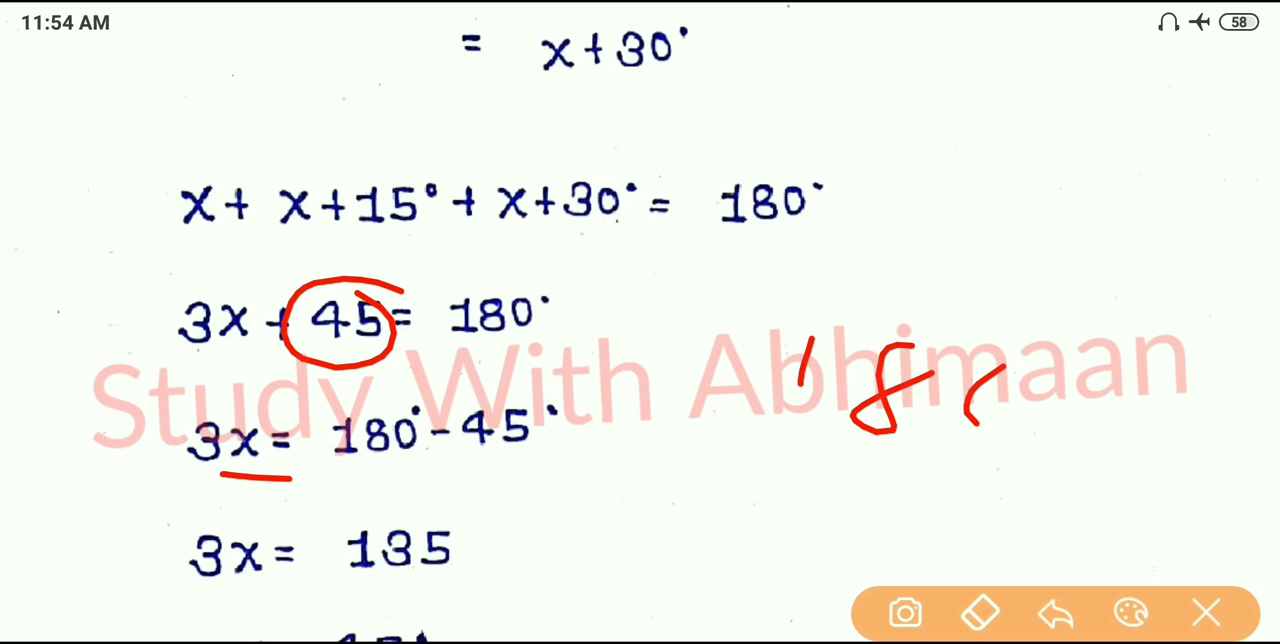 11:54 AM
58
= x+30°
x + x+15° + x+30° = 180°
3x + 45 = 180°
Study With Abhimaan
18
3x = 180° - 45°
3x = 135